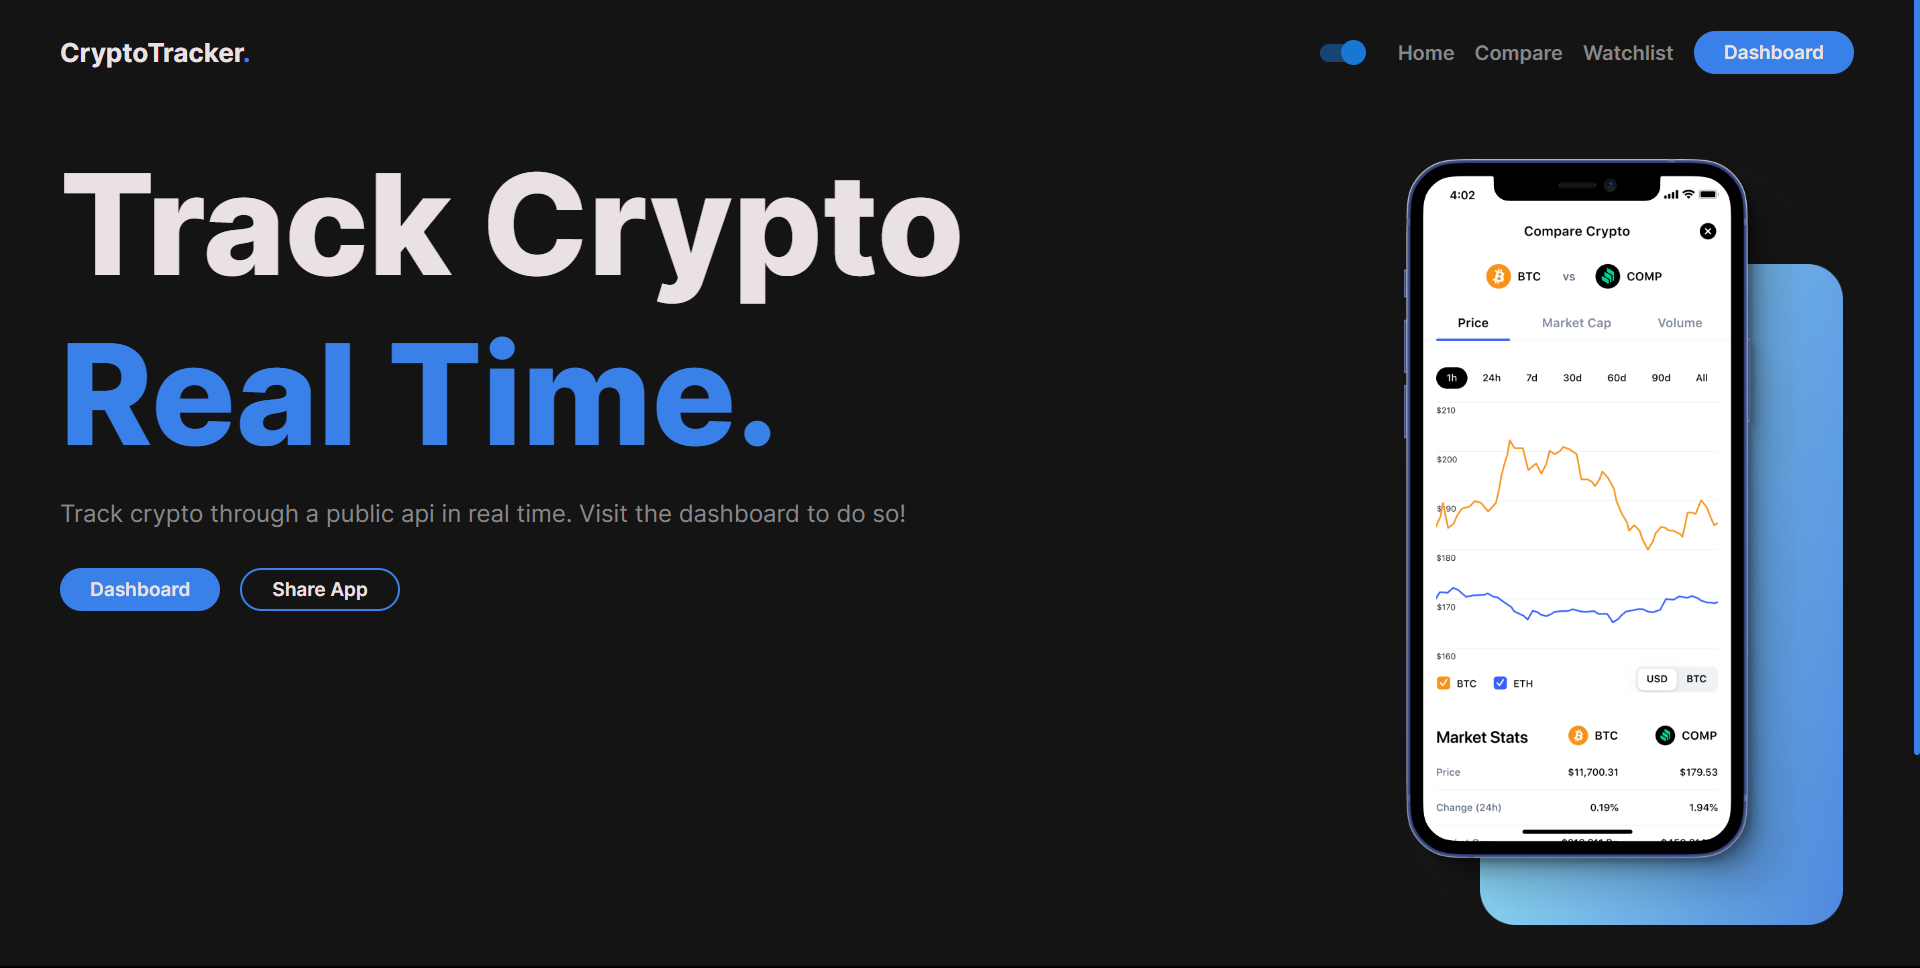 CryptoTracker.
Home Compare Watchlist Dashboard
Track Crypto
Real Time.
Track crypto through a public api in real time. Visit the dashboard to do so!
Dashboard Share App
4:02
Compare Crypto
BTC vs COMP
Price Market Cap Volume
1h 24h 7d 30d 60d 90d All
$210
$200
$190
$180
$170
$160
BTC ETH USD BTC
Market Stats BTC COMP
Price $11,700.31 $179.53
Change (24h) 0.19% 1.94%